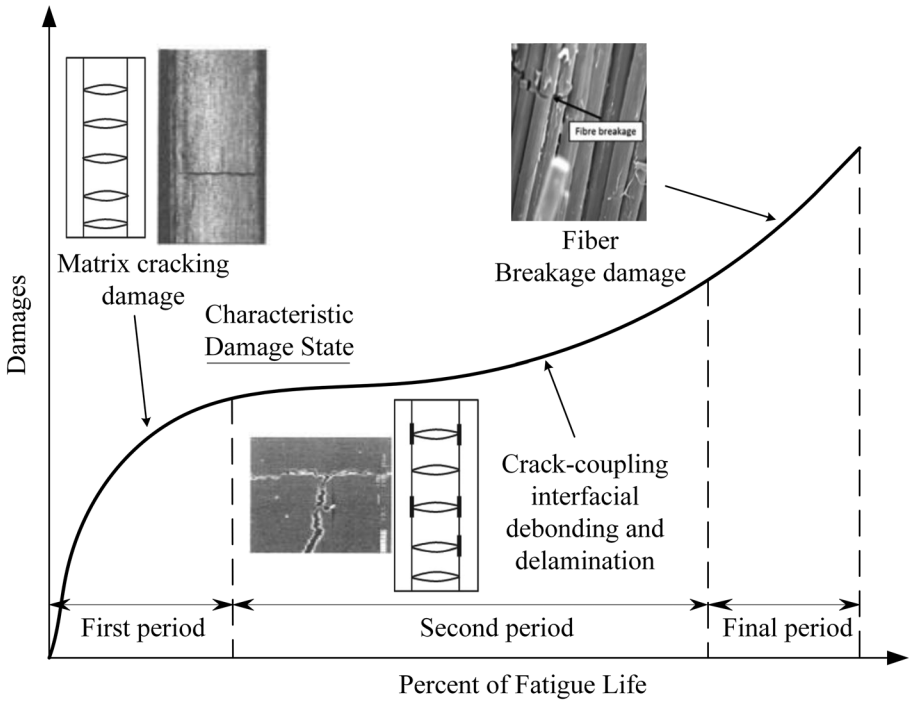 Fibre breakage
Fiber
Breakage damage
Matrix cracking
damage
Characteristic
Damage State
Damages
Crack-coupling
interfacial
debonding and
delamination
First period
Second period
Final period
Percent of Fatigue Life